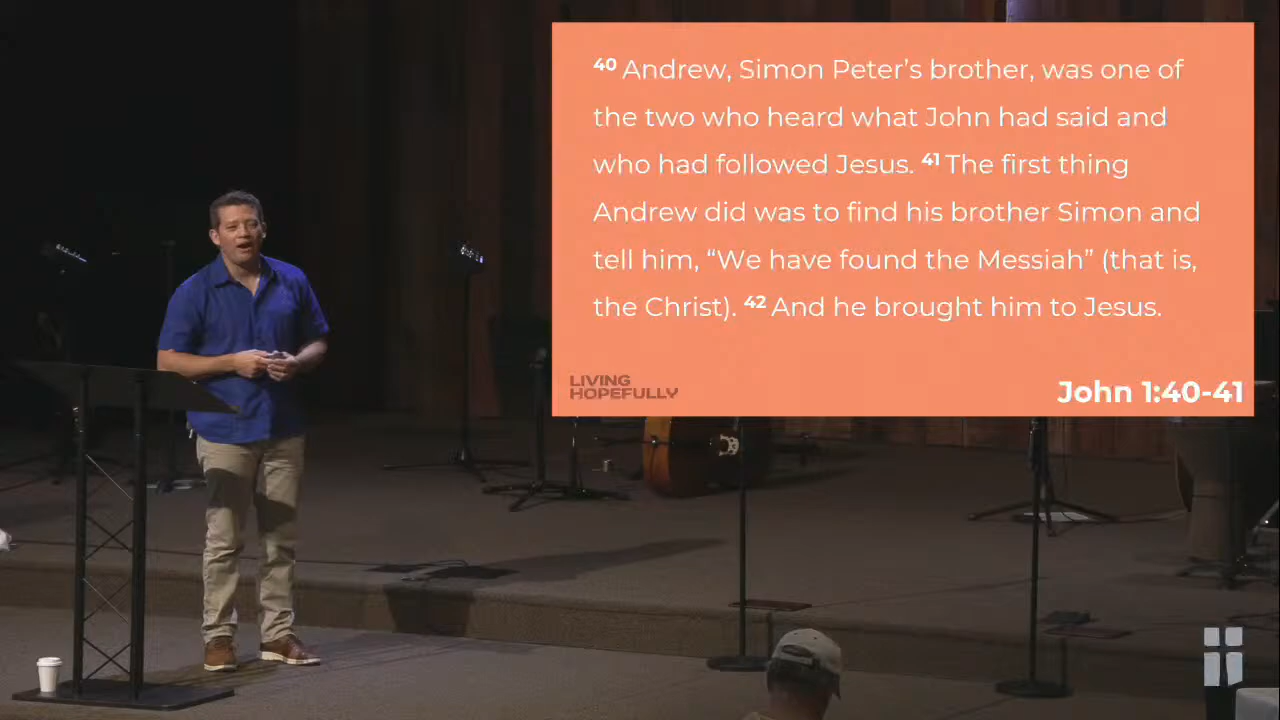 40 Andrew, Simon Peter’s brother, was one of
the two who heard what John had said and
who had followed Jesus. 41 The first thing
Andrew did was to find his brother Simon and
tell him, “We have found the Messiah” (that is,
the Christ). 42 And he brought him to Jesus.
LIVING
HOPEFULLY
John 1:40-41